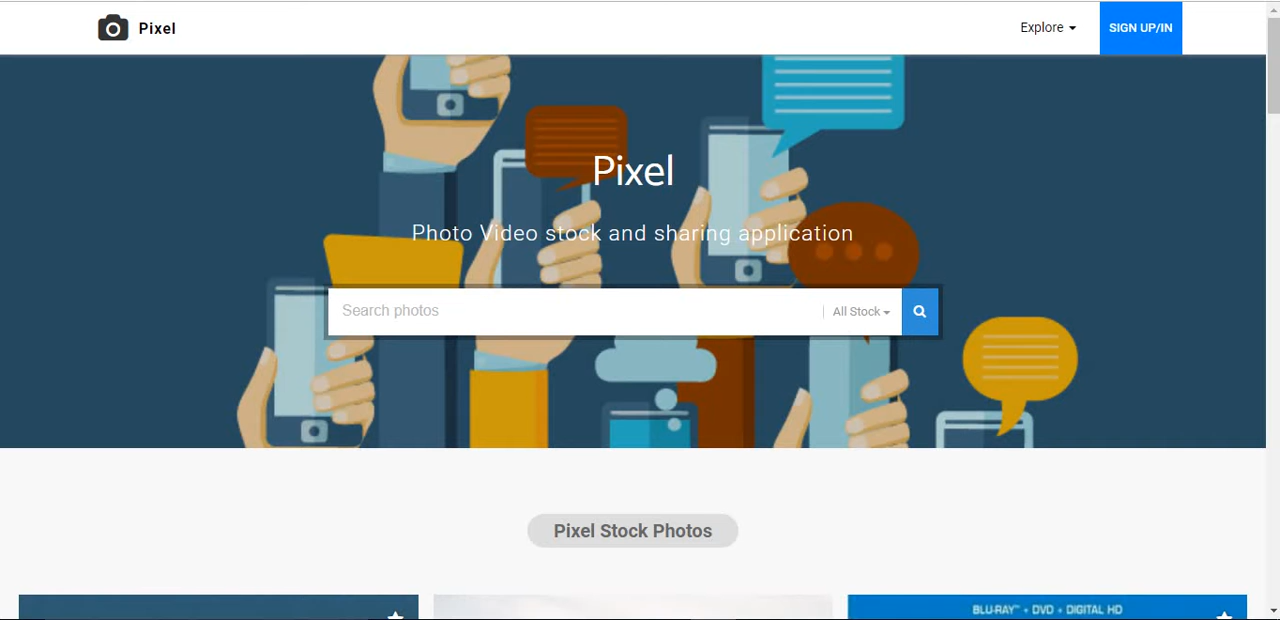 Pixel
Explore
SIGN UP/IN
Pixel
Photo Video stock and sharing application
Search photos
All Stock
Pixel Stock Photos
BLU-RAY™ + DVD + DIGITAL HD